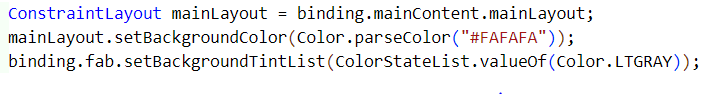 ConstraintLayout mainLayout = binding.mainContent.mainLayout;
mainLayout.setBackgroundColor(Color.parseColor("#FAFAFA"));
binding.fab.setBackgroundTintList(ColorStateList.valueOf(Color.LTGRAY));